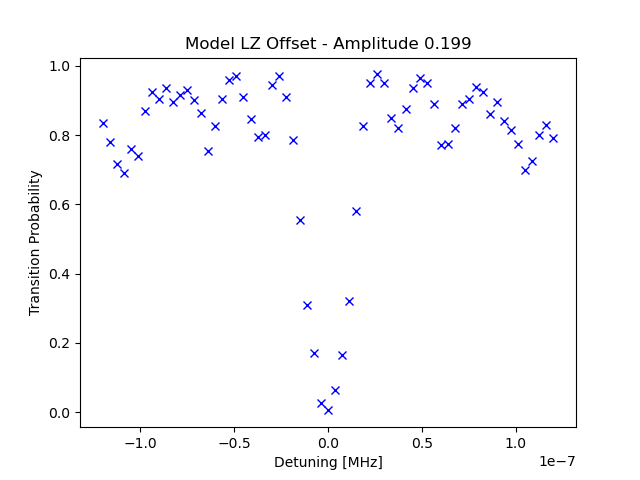 Model LZ Offset - Amplitude 0.199
1.0
0.8
0.6
0.4
0.2
0.0
Transition Probability
−1.0 −0.5 0.0 0.5 1.0
1e−7
Detuning [MHz]